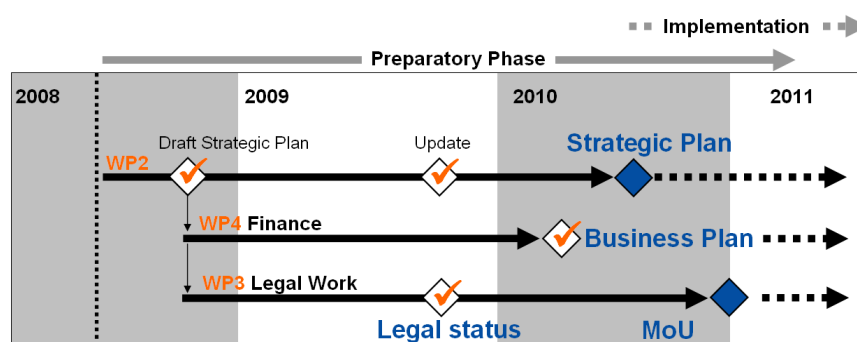 Implementation
Preparatory Phase
2008 2009 2010 2011
Draft Strategic Plan Update Strategic Plan
WP2
WP4 Finance Business Plan
WP3 Legal Work
Legal status MoU